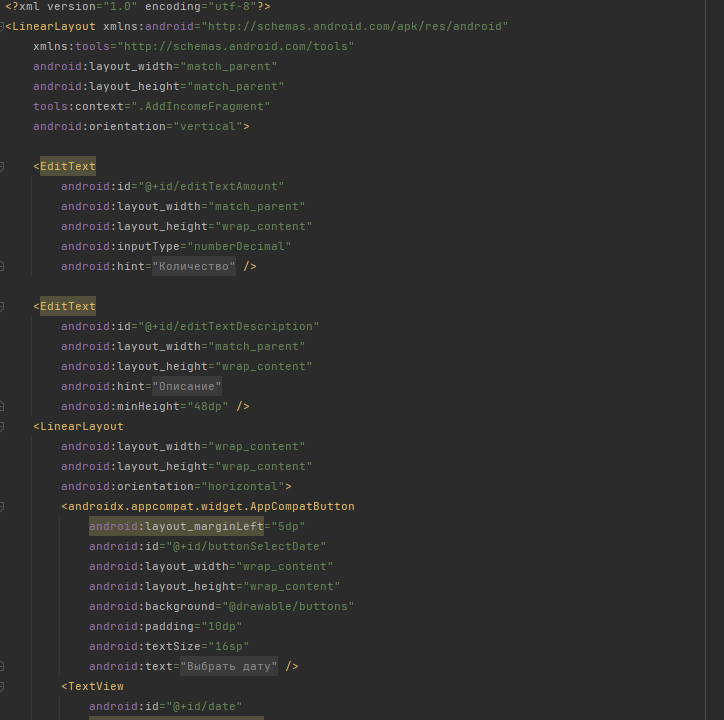 <?xml version="1.0" encoding="utf-8"?>
<LinearLayout xmlns:android="http://schemas.android.com/apk/res/android"
    xmlns:tools="http://schemas.android.com/tools"
    android:layout_width="match_parent"
    android:layout_height="match_parent"
    tools:context=".AddIncomeFragment"
    android:orientation="vertical">

    <EditText
        android:id="@+id/editTextAmount"
        android:layout_width="match_parent"
        android:layout_height="wrap_content"
        android:inputType="numberDecimal"
        android:hint="Количество" />

    <EditText
        android:id="@+id/editTextDescription"
        android:layout_width="match_parent"
        android:layout_height="wrap_content"
        android:hint="Описание"
        android:minHeight="48dp" />
    <LinearLayout
        android:layout_width="wrap_content"
        android:layout_height="wrap_content"
        android:orientation="horizontal">
        <androidx.appcompat.widget.AppCompatButton
            android:layout_marginLeft="5dp"
            android:id="@+id/buttonSelectDate"
            android:layout_width="wrap_content"
            android:layout_height="wrap_content"
            android:background="@drawable/buttons"
            android:padding="10dp"
            android:textSize="16sp"
            android:text="Выбрать дату" />
        <TextView
            android:id="@+id/date"